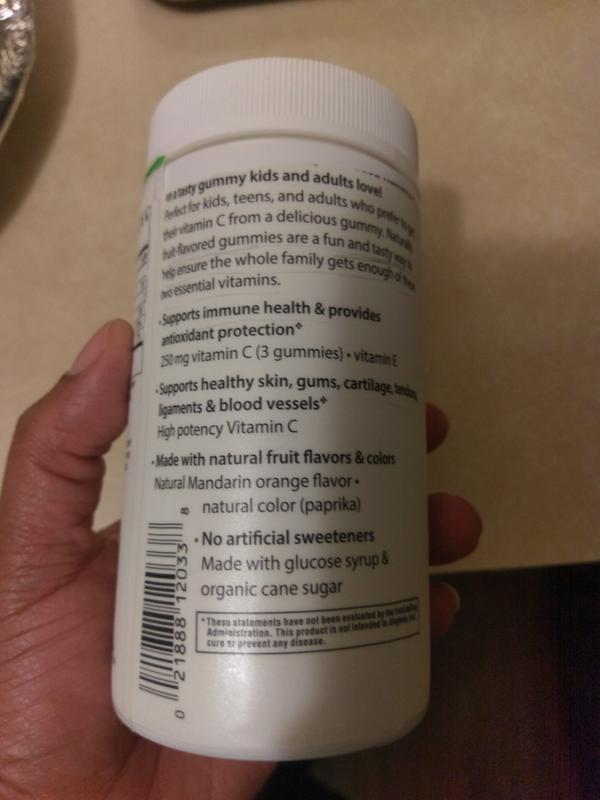 in a tasty gummy kids and adults love!
Perfect for kids, teens, and adults who prefer to get
their vitamin C from a delicious gummy. Naturally
fruit-flavored gummies are a fun and tasty way to
help ensure the whole family gets enough of these
two essential vitamins.
• Supports immune health & provides
antioxidant protection❖
250 mg vitamin C (3 gummies) • vitamin E
• Supports healthy skin, gums, cartilage, tendons,
ligaments & blood vessels❖
High potency Vitamin C
• Made with natural fruit flavors & colors
Natural Mandarin orange flavor •
natural color (paprika)
• No artificial sweeteners
Made with glucose syrup &
organic cane sugar
*These statements have not been evaluated by the Food and Drug
Administration. This product is not intended to diagnose, treat,
cure or prevent any disease.
0 21888 12033 8